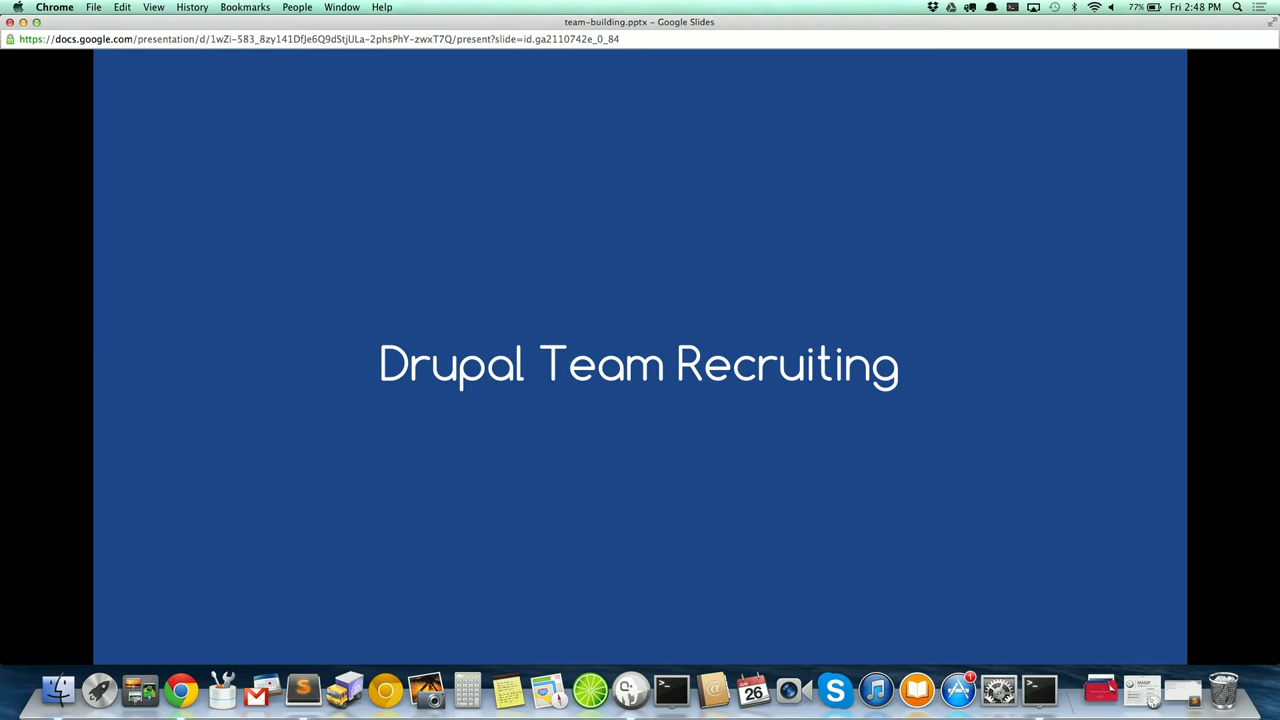 Chrome File Edit View History Bookmarks People Window Help 77% Fri 2:48 PM
team-building.pptx – Google Slides
https://docs.google.com/presentation/d/1wZi-583_8zy141DfJe6Q9dStjULa-2phsPhY-zwxT7Q/present?slide=id.ga2110742e_0_84
Drupal Team Recruiting
26
1